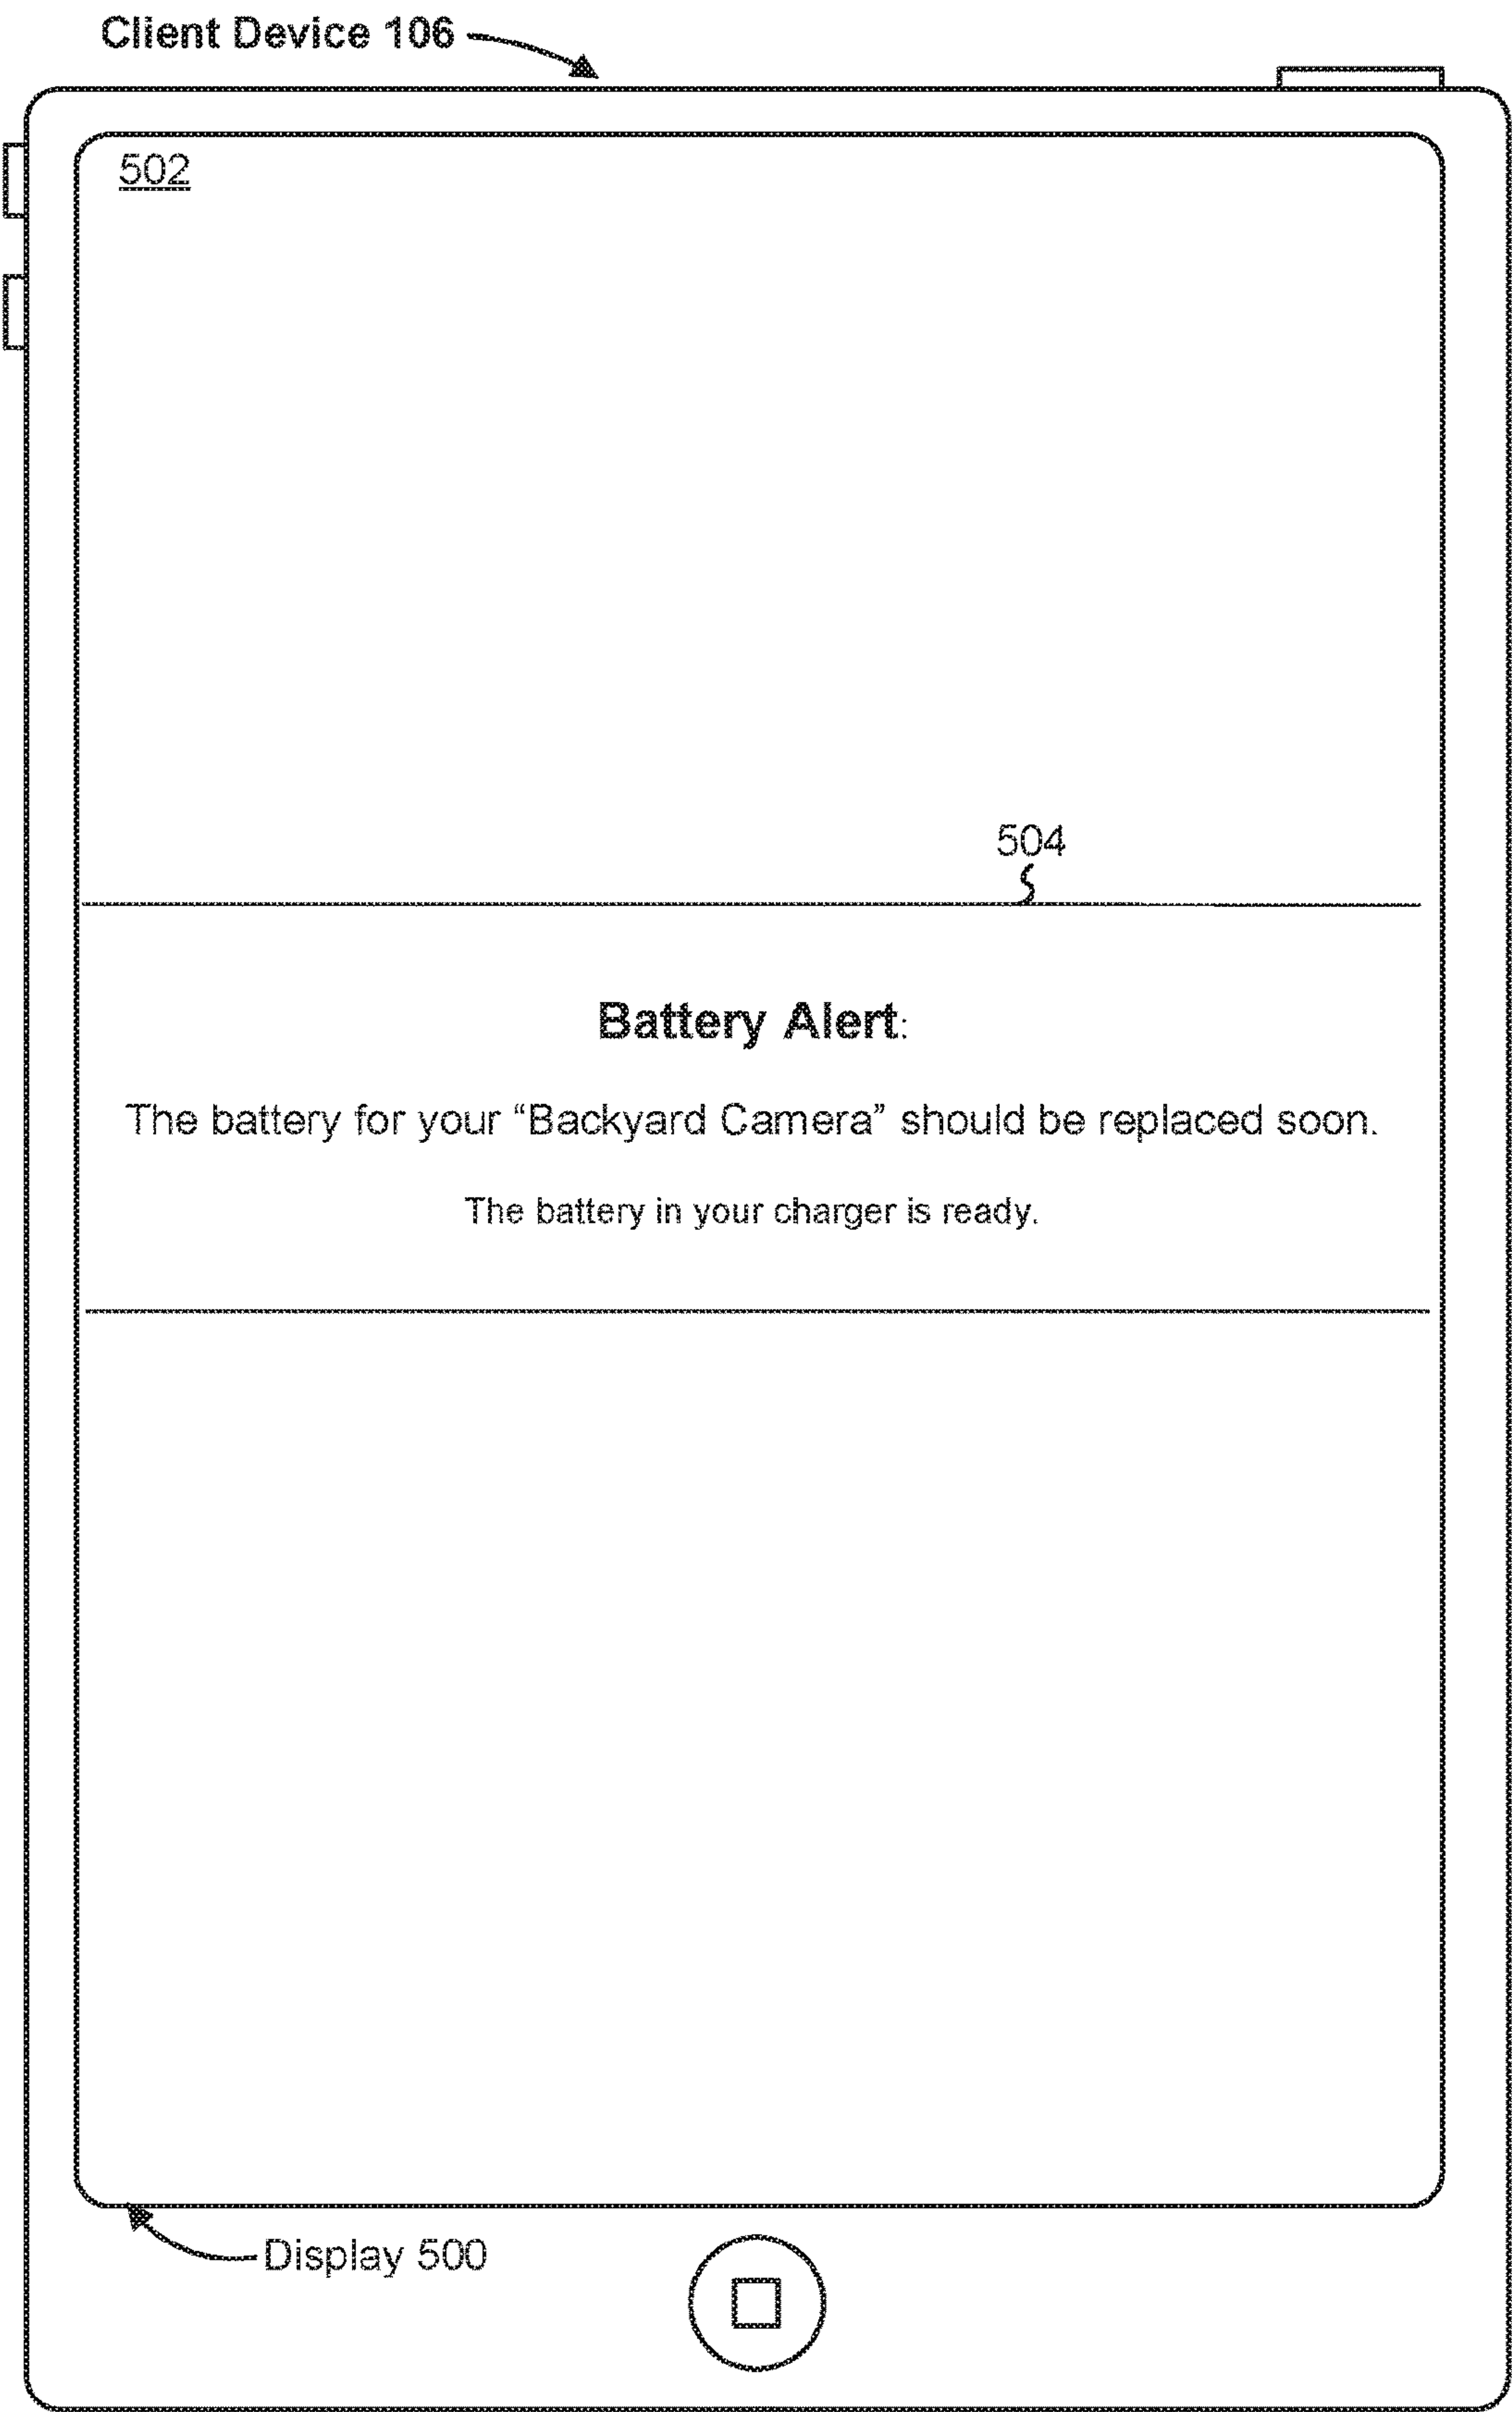 Client Device 106
502
504
Battery Alert:
The battery for your “Backyard Camera” should be replaced soon.
The battery in your charger is ready.
Display 500